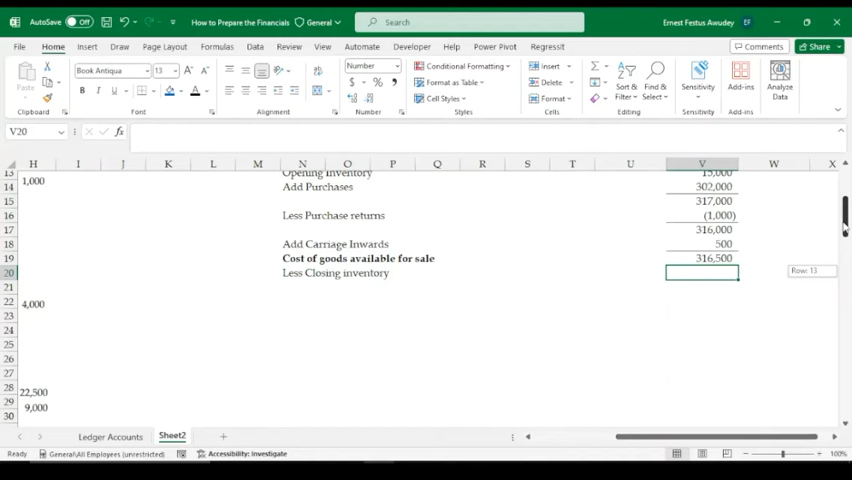 AutoSave Off How to Prepare the Financials General Search Ernest Festus Awudey EF
File Home Insert Draw Page Layout Formulas Data Review View Automate Developer Help Power Pivot Regressit Comments Share
Paste Book Antiqua 13 A A Number Conditional Formatting Insert Σ Sort & Filter Find & Select Sensitivity Add-ins Analyze Data
B I U A $ % , Format as Table Delete
Cell Styles Format
Clipboard Font Alignment Number Styles Cells Editing Sensitivity Add-ins
V20 fx
H I J K L M N O P Q R S T U V W X
13 Opening Inventory 15,000
14 1,000 Add Purchases 302,000
15 317,000
16 Less Purchase returns (1,000)
17 316,000
18 Add Carriage Inwards 500
19 Cost of goods available for sale 316,500
20 Less Closing inventory Row: 13
21
22 4,000
23
24
25
26
27
28 22,500
29 9,000
30
Ledger Accounts Sheet2
Ready General\All Employees (unrestricted) Accessibility: Investigate 100%